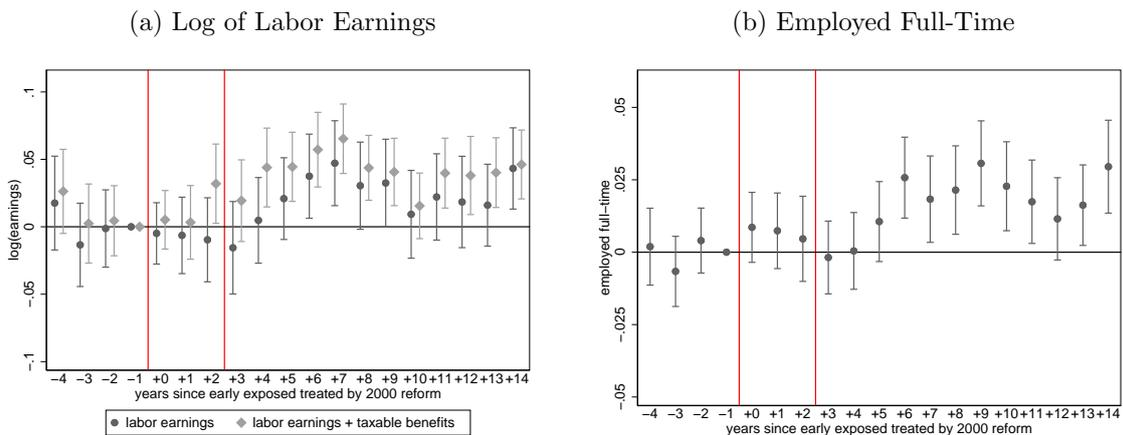 (a) Log of Labor Earnings
log(earnings)
.1
.05
0
−.05
−.1
−4 −3 −2 −1 +0 +1 +2 +3 +4 +5 +6 +7 +8 +9 +10 +11 +12 +13 +14
years since early exposed treated by 2000 reform
labor earnings labor earnings + taxable benefits
(b) Employed Full-Time
employed full−time
.05
.025
0
−.025
−.05
−4 −3 −2 −1 +0 +1 +2 +3 +4 +5 +6 +7 +8 +9 +10 +11 +12 +13 +14
years since early exposed treated by 2000 reform